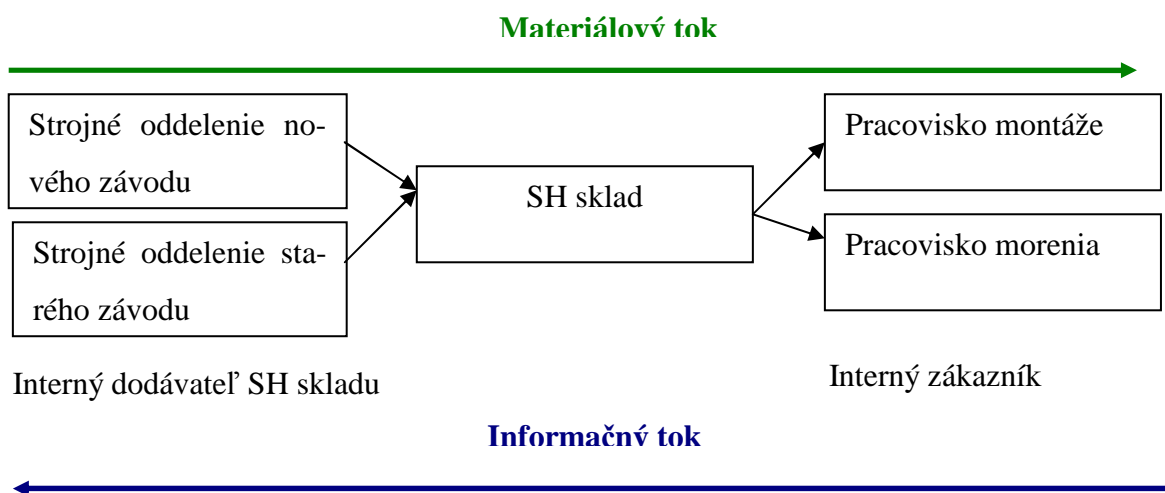 Materiálový tok
Strojné oddelenie no-
vého závodu
Strojné oddelenie sta-
rého závodu
SH sklad
Pracovisko montáže
Pracovisko morenia
Interný dodávateľ SH skladu
Interný zákazník
Informačný tok